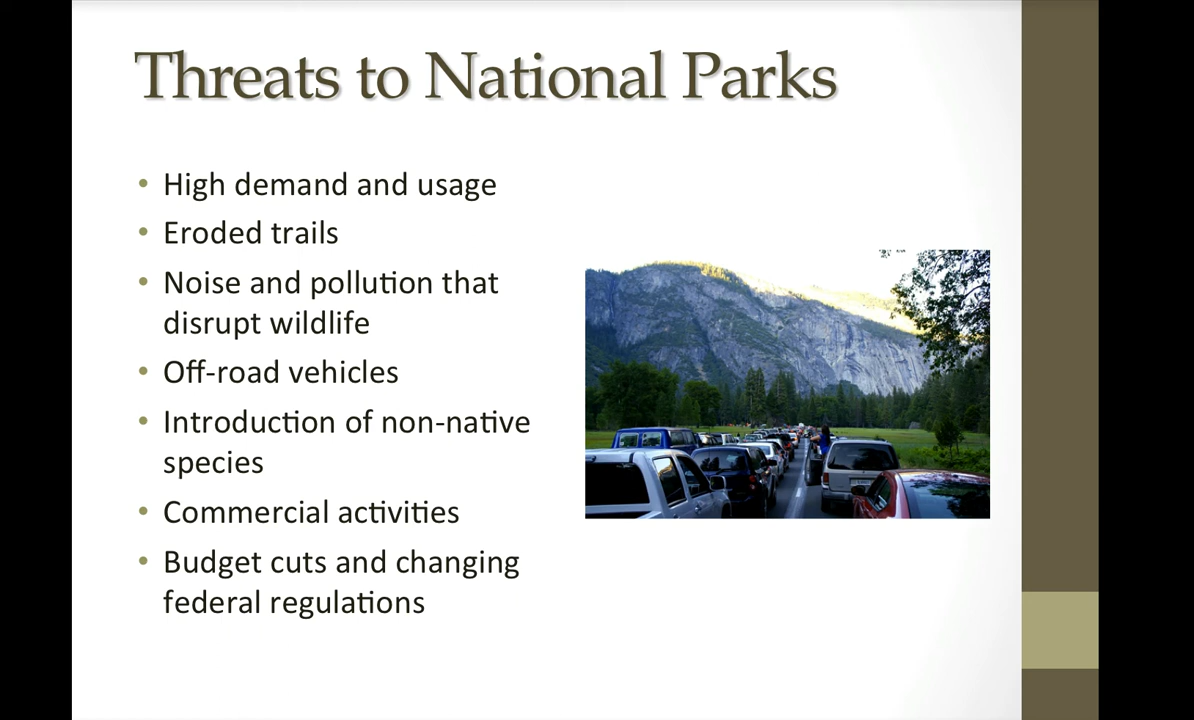 Threats to National Parks
• High demand and usage
• Eroded trails
• Noise and pollution that
disrupt wildlife
• Off-road vehicles
• Introduction of non-native
species
• Commercial activities
• Budget cuts and changing
federal regulations